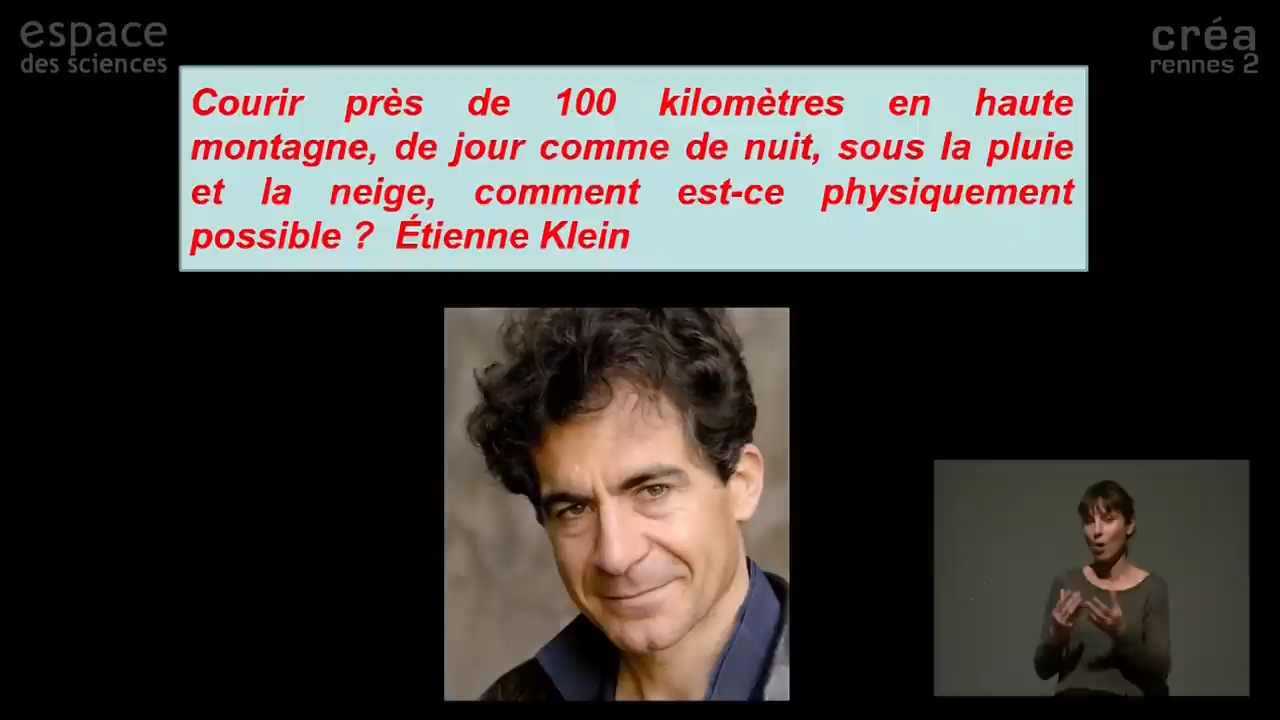 espace
des sciences
créa
rennes 2
Courir près de 100 kilomètres en haute
montagne, de jour comme de nuit, sous la pluie
et la neige, comment est-ce physiquement
possible ? Étienne Klein